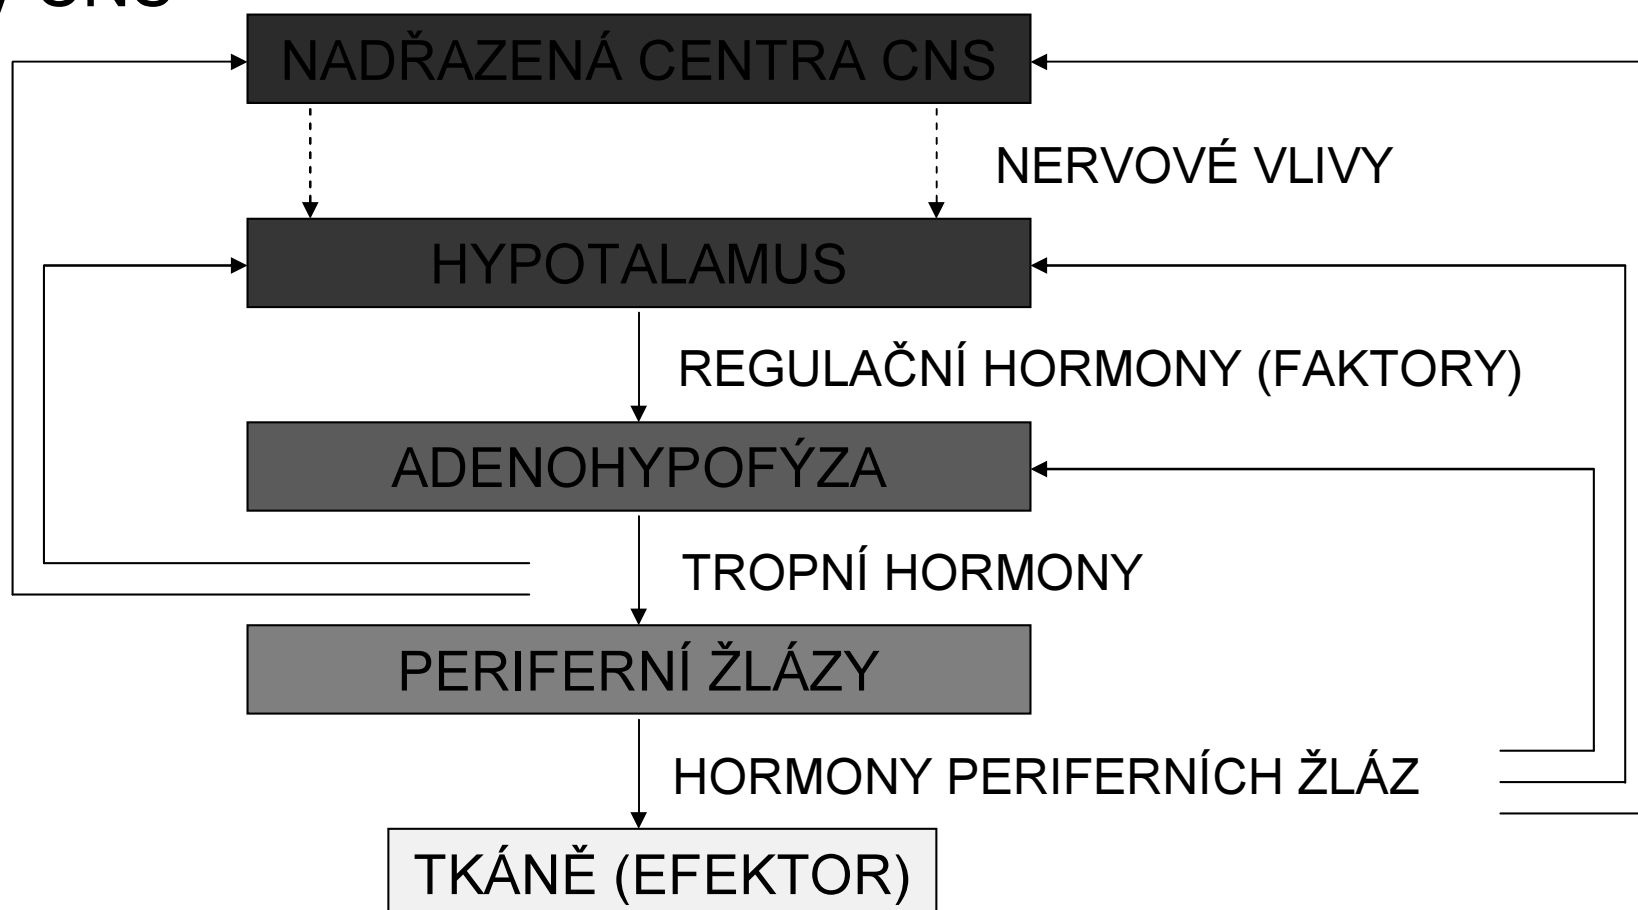 CNS
NADŘAZENÁ CENTRA CNS
NERVOVÉ VLIVY
HYPOTALAMUS
REGULAČNÍ HORMONY (FAKTORY)
ADENOHYPOFÝZA
TROPNÍ HORMONY
PERIFERNÍ ŽLÁZY
HORMONY PERIFERNÍCH ŽLÁZ
TKÁNĚ (EFEKTOR)